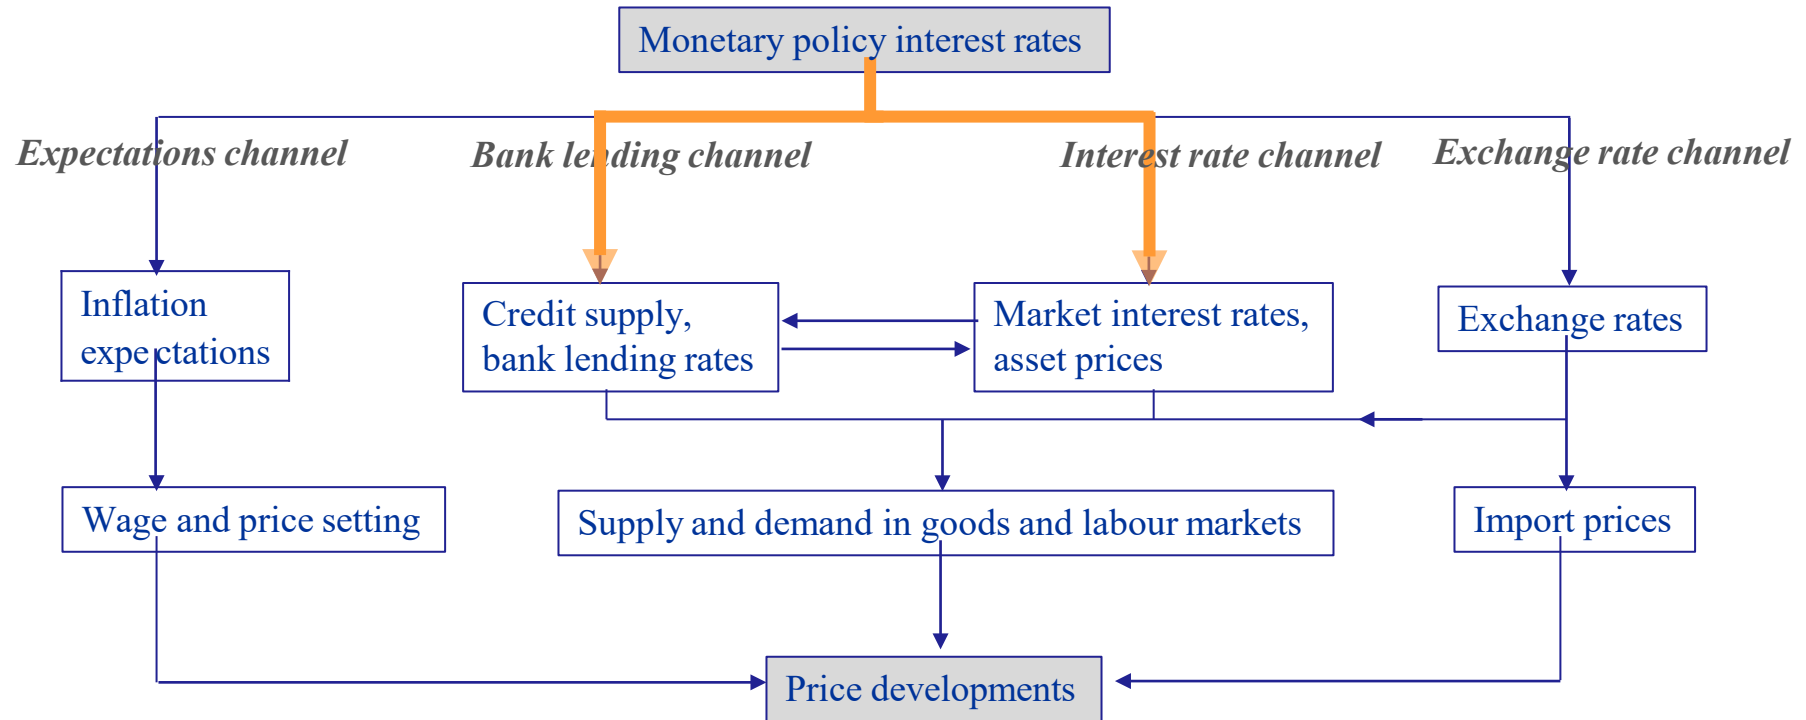 Monetary policy interest rates
Expectations channel
Bank lending channel
Interest rate channel
Exchange rate channel
Inflation
expectations
Credit supply,
bank lending rates
Market interest rates,
asset prices
Exchange rates
Wage and price setting
Supply and demand in goods and labour markets
Import prices
Price developments